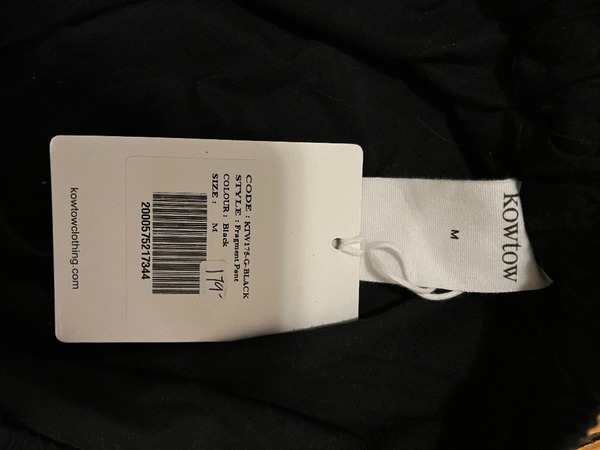 CODE : KTW175-G-BLACK
STYLE : Fragment Pant
COLOUR : Black
SIZE : M
2000575217344
179-
kowtowclothing.com
kowtow
M